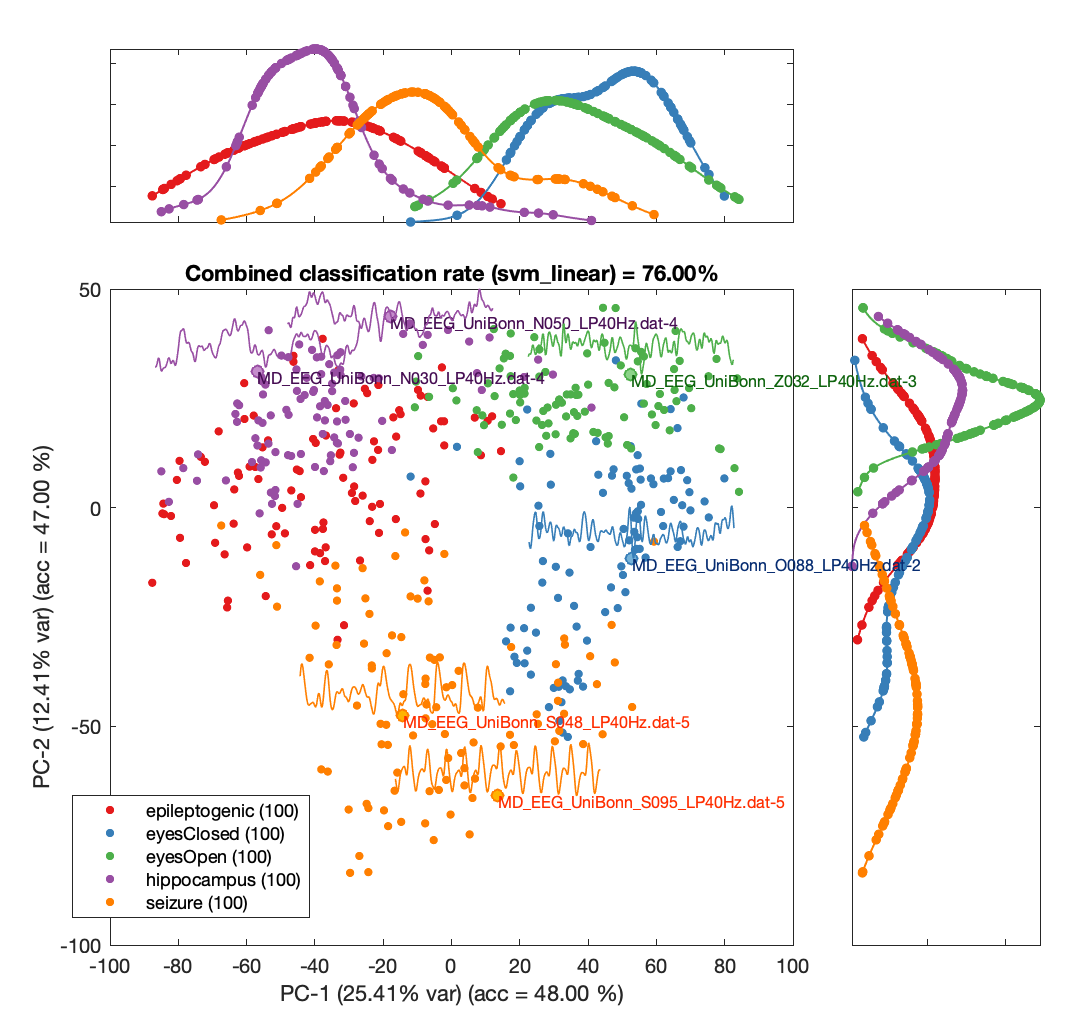 Combined classification rate (svm_linear) = 76.00%
50
0
-50
-100
PC-2 (12.41% var) (acc = 47.00 %)
MD_EEG_UniBonn_N050_LP40Hz.dat-4
MD_EEG_UniBonn_N030_LP40Hz.dat-4
MD_EEG_UniBonn_Z032_LP40Hz.dat-3
MD_EEG_UniBonn_O088_LP40Hz.dat-2
MD_EEG_UniBonn_S048_LP40Hz.dat-5
MD_EEG_UniBonn_S095_LP40Hz.dat-5
epileptogenic (100)
eyesClosed (100)
eyesOpen (100)
hippocampus (100)
seizure (100)
-100 -80 -60 -40 -20 0 20 40 60 80 100
PC-1 (25.41% var) (acc = 48.00 %)